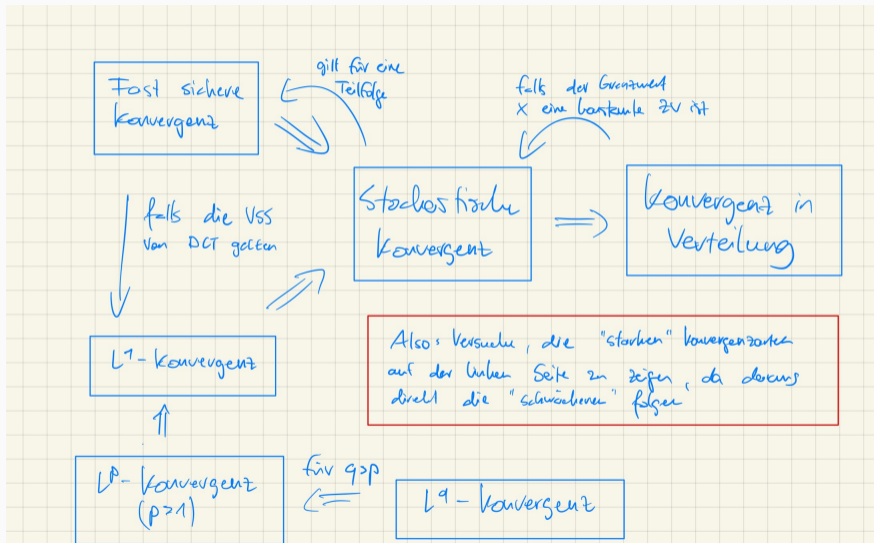 Fast sichere
Konvergenz
gilt für eine
Teilfolge
falls der Grenzwert
X eine konstante ZV ist
Stochastische
Konvergenz
Konvergenz in
Verteilung
falls die VSS
von DCT gelten
L¹-Konvergenz
Also: Versuche, die "starken" Konvergenzarten
auf der linken Seite zu zeigen, da daraus
direkt die "schwächeren" folgen.
L^p-Konvergenz
(p>1)
für q>p
L^q-Konvergenz